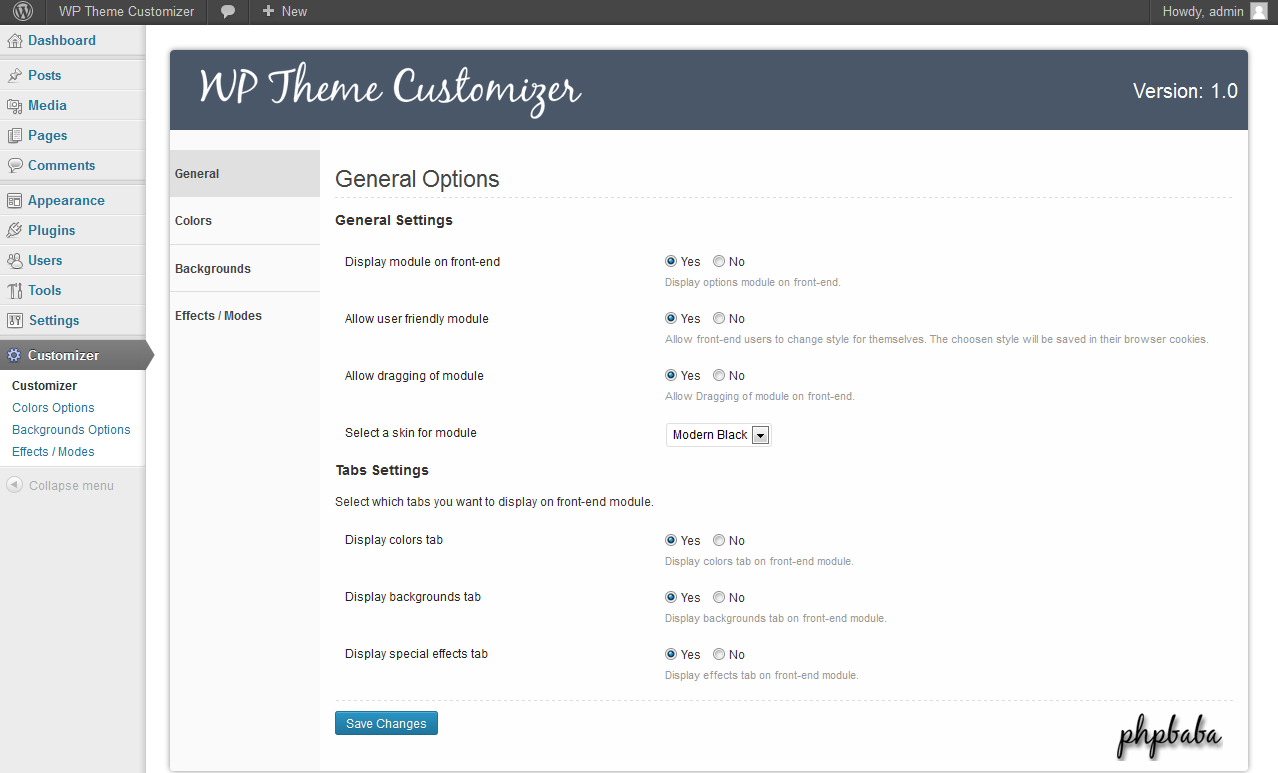 WP Theme Customizer New Howdy, admin
Dashboard
Posts
Media
Pages
Comments
Appearance
Plugins
Users
Tools
Settings
Customizer
Customizer
Colors Options
Backgrounds Options
Effects / Modes
Collapse menu
WP Theme Customizer
Version: 1.0
General
Colors
Backgrounds
Effects / Modes
General Options
General Settings
Display module on front-end Yes No
Display options module on front-end.
Allow user friendly module Yes No
Allow front-end users to change style for themselves. The choosen style will be saved in their browser cookies.
Allow dragging of module Yes No
Allow Dragging of module on front-end.
Select a skin for module Modern Black
Tabs Settings
Select which tabs you want to display on front-end module.
Display colors tab Yes No
Display colors tab on front-end module.
Display backgrounds tab Yes No
Display backgrounds tab on front-end module.
Display special effects tab Yes No
Display effects tab on front-end module.
Save Changes
phpbaba